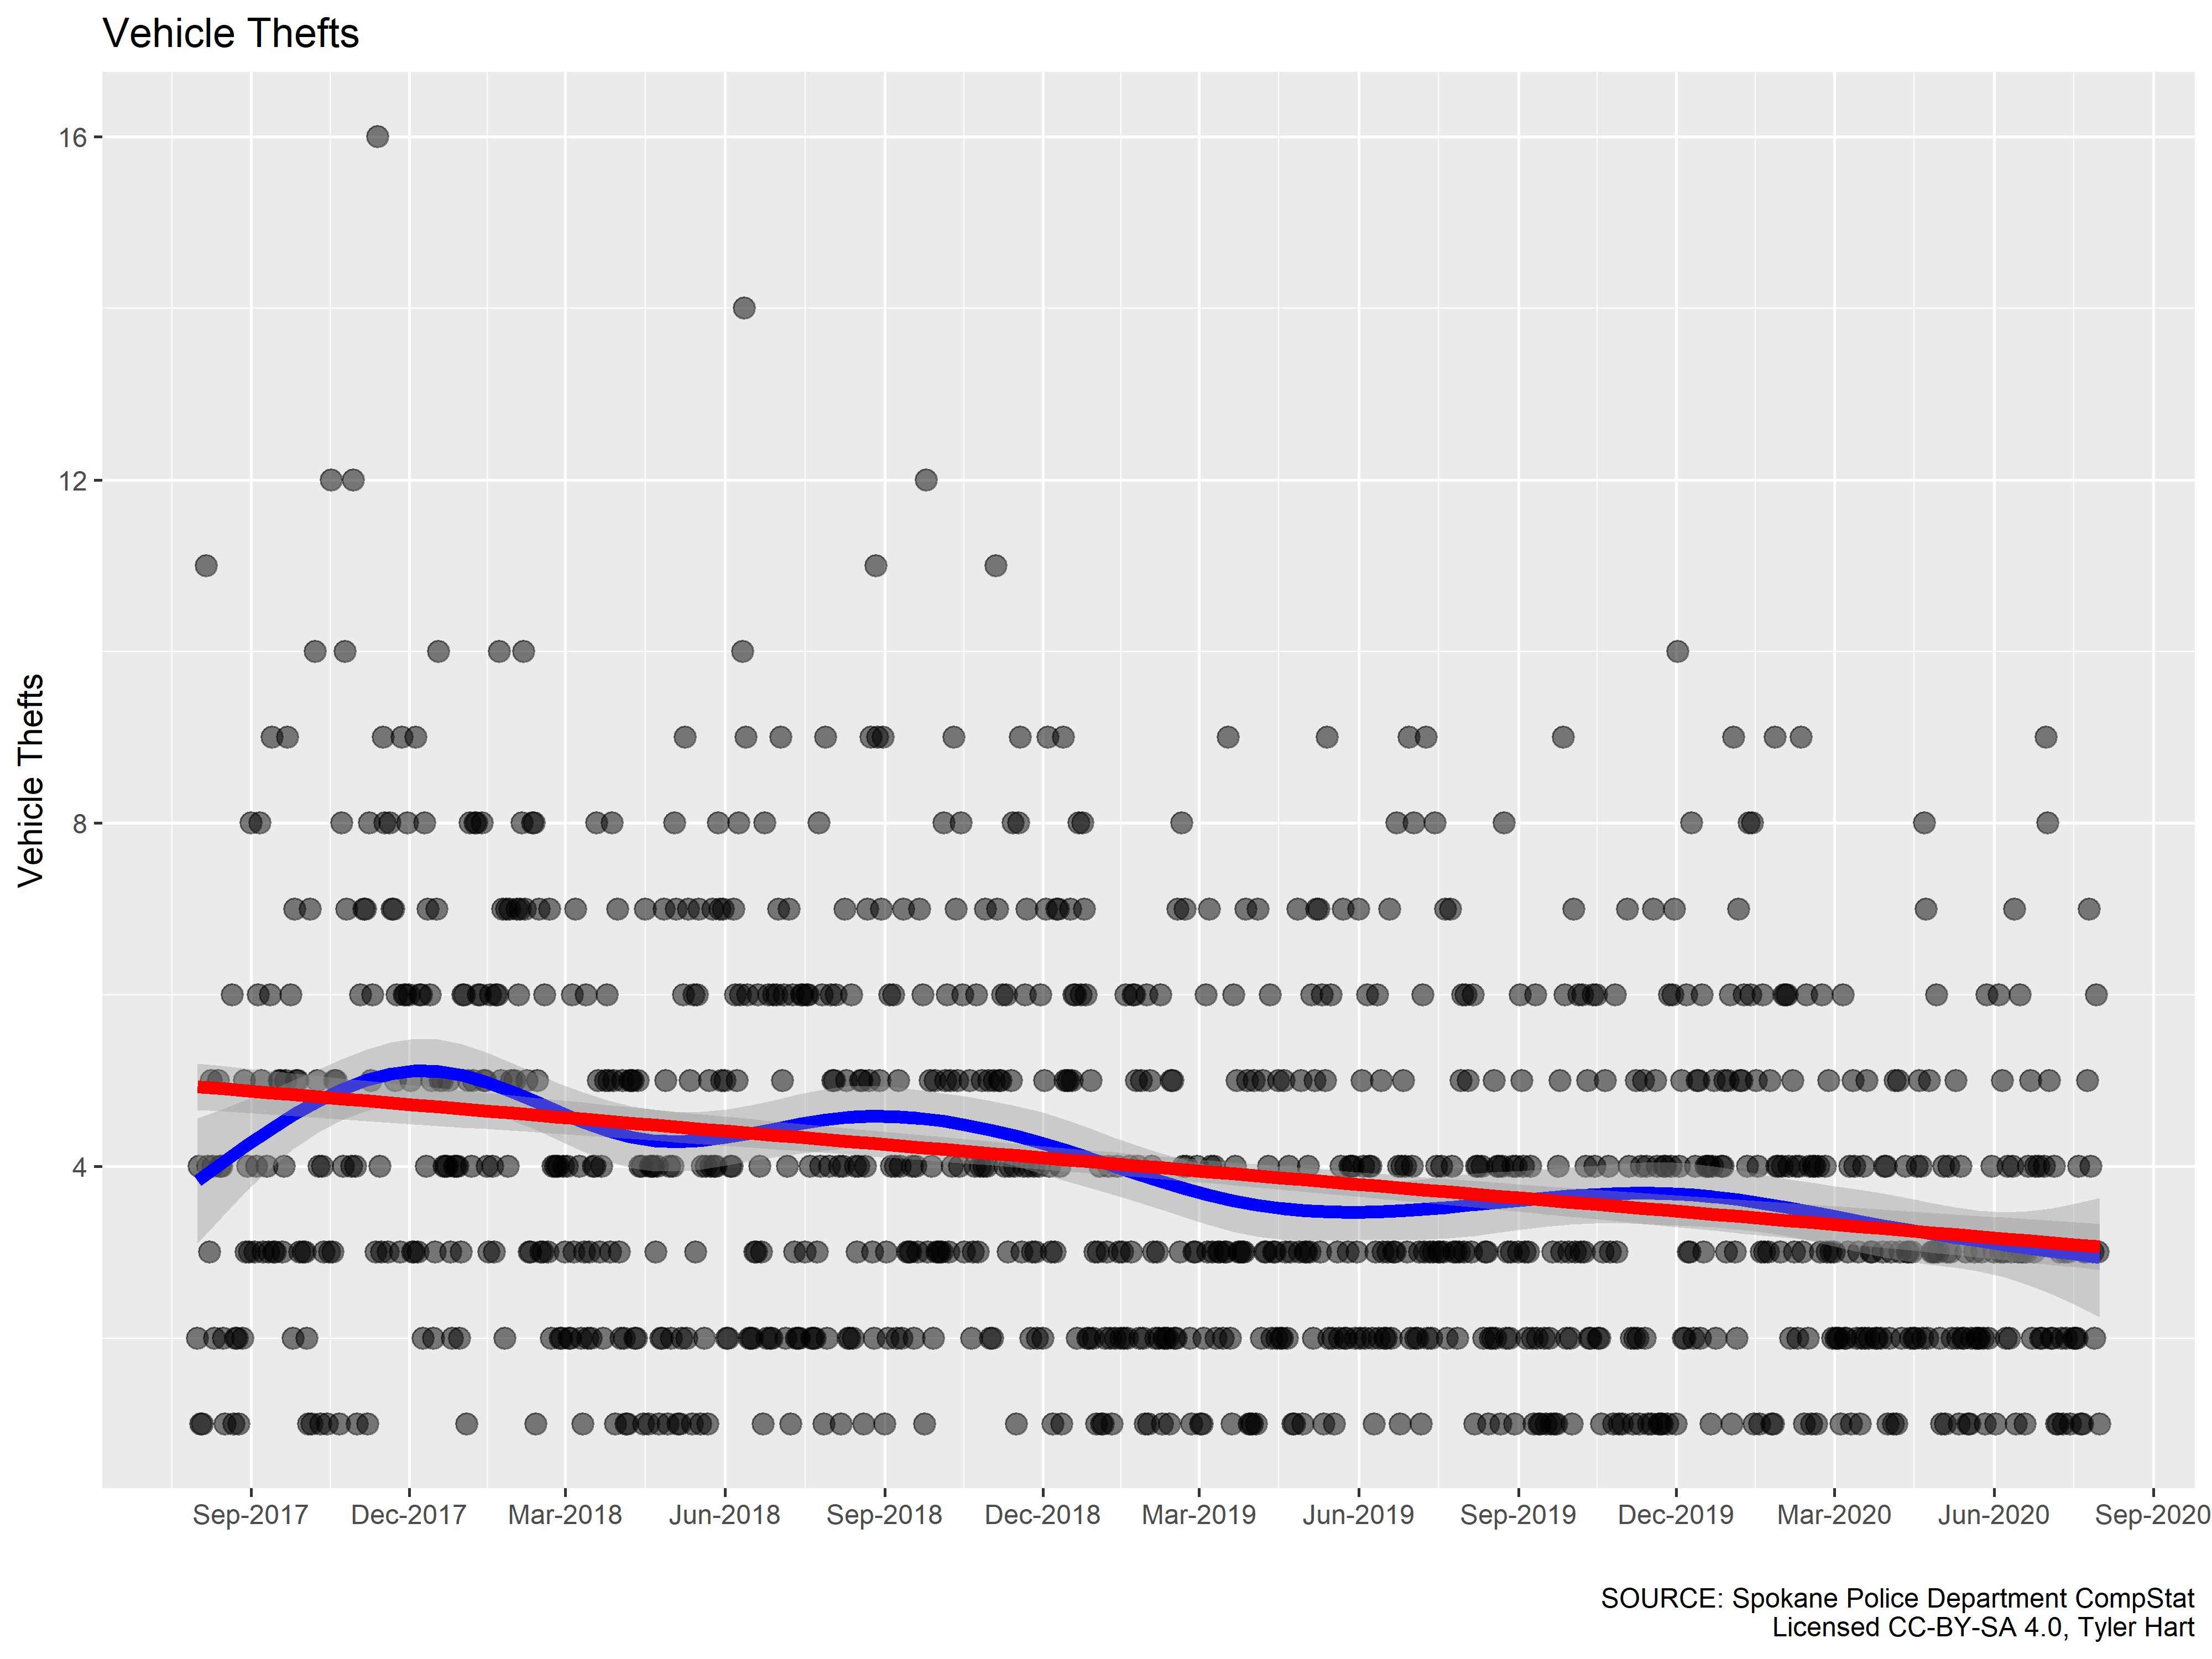 Vehicle Thefts
Vehicle Thefts
16
12
8
4
Sep-2017 Dec-2017 Mar-2018 Jun-2018 Sep-2018 Dec-2018 Mar-2019 Jun-2019 Sep-2019 Dec-2019 Mar-2020 Jun-2020 Sep-2020
SOURCE: Spokane Police Department CompStat
Licensed CC-BY-SA 4.0, Tyler Hart